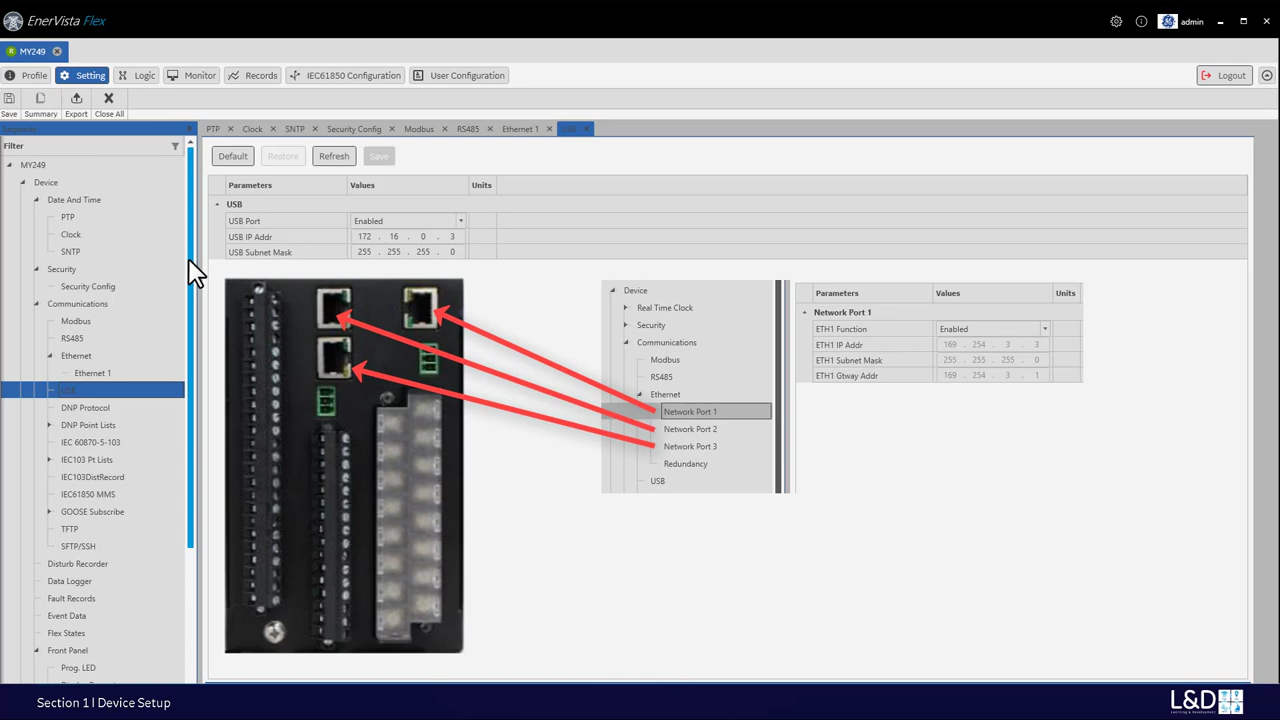 EnerVista Flex
admin
R MY249
Profile
Setting
Logic
Monitor
Records
IEC61850 Configuration
User Configuration
Logout
Save
Summary
Export
Close All
Setpoints
PTP
Clock
SNTP
Security Config
Modbus
RS485
Ethernet 1
USB
Filter
Default
Restore
Refresh
Save
MY249
Device
Date And Time
PTP
Clock
SNTP
Security
Security Config
Communications
Modbus
RS485
Ethernet
Ethernet 1
USB
DNP Protocol
DNP Point Lists
IEC 60870-5-103
IEC103 Pt Lists
IEC103DistRecord
IEC61850 MMS
GOOSE Subscribe
TFTP
SFTP/SSH
Disturb Recorder
Data Logger
Fault Records
Event Data
Flex States
Front Panel
Prog. LED
Parameters Values Units
USB
USB Port Enabled
USB IP Addr 172 . 16 . 0 . 3
USB Subnet Mask 255 . 255 . 255 . 0
Device
Real Time Clock
Security
Communications
Modbus
RS485
Ethernet
Network Port 1
Network Port 2
Network Port 3
Redundancy
USB
Parameters Values Units
Network Port 1
ETH1 Function Enabled
ETH1 IP Addr 169 . 254 . 3 . 3
ETH1 Subnet Mask 255 . 255 . 255 . 0
ETH1 Gtway Addr 169 . 254 . 3 . 1
Section 1 I Device Setup
L&D
Learning & Development